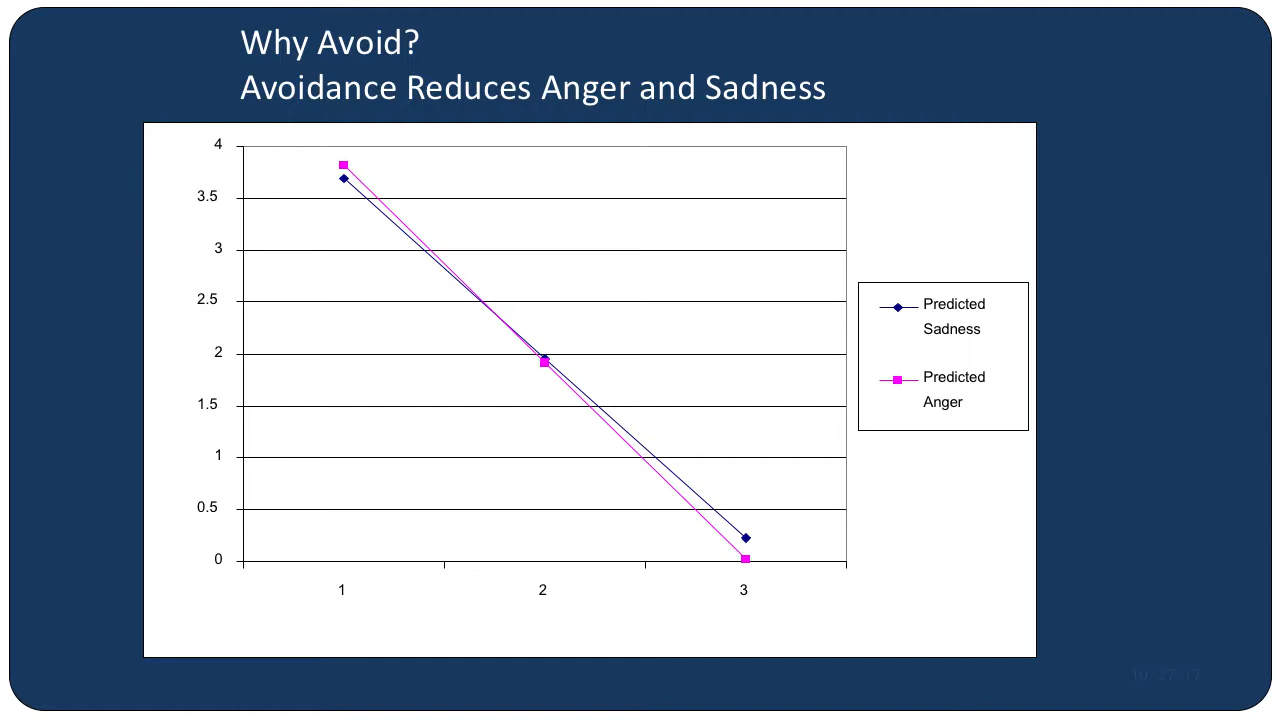 Why Avoid?
Avoidance Reduces Anger and Sadness
4
3.5
3
2.5
2
1.5
1
0.5
0
1 2 3
Predicted
Sadness
Predicted
Anger